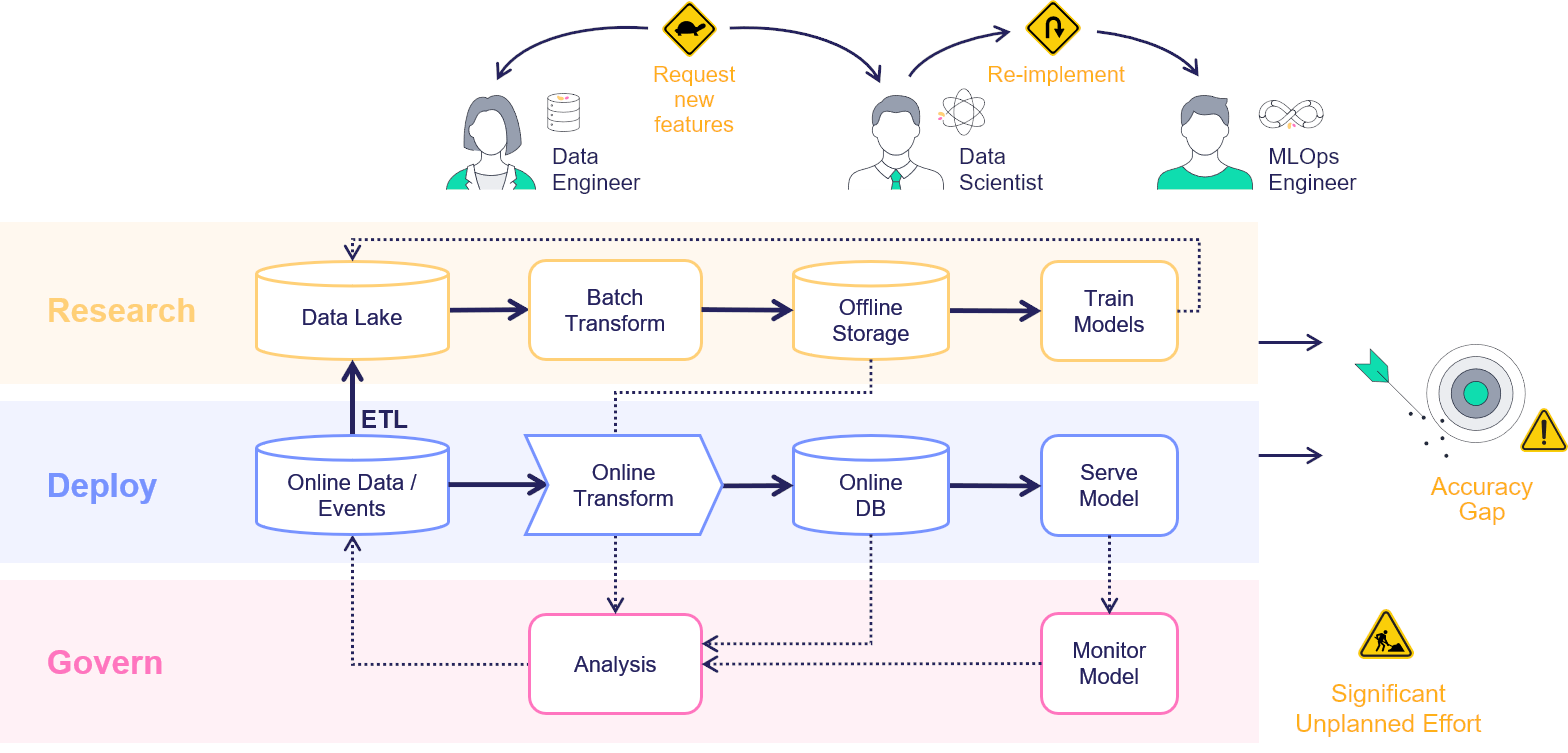 Request
new
features
Re-implement
Data
Engineer
Data
Scientist
MLOps
Engineer
Research
Data Lake
Batch
Transform
Offline
Storage
Train
Models
ETL
Deploy
Online Data /
Events
Online
Transform
Online
DB
Serve
Model
Accuracy
Gap
Govern
Analysis
Monitor
Model
Significant
Unplanned Effort